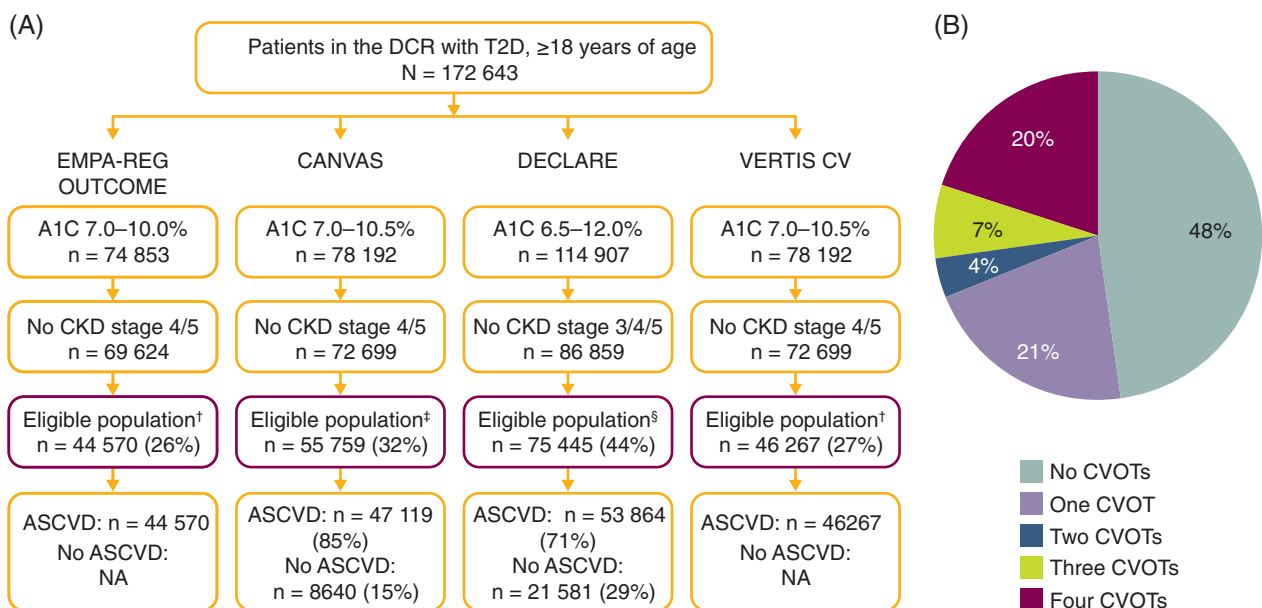 (A)
Patients in the DCR with T2D, ≥18 years of age
N = 172 643
EMPA-REG
OUTCOME
A1C 7.0–10.0%
n = 74 853
No CKD stage 4/5
n = 69 624
Eligible population†
n = 44 570 (26%)
ASCVD: n = 44 570
No ASCVD:
NA
CANVAS
A1C 7.0–10.5%
n = 78 192
No CKD stage 4/5
n = 72 699
Eligible population‡
n = 55 759 (32%)
ASCVD: n = 47 119
(85%)
No ASCVD:
n = 8640 (15%)
DECLARE
A1C 6.5–12.0%
n = 114 907
No CKD stage 3/4/5
n = 86 859
Eligible population§
n = 75 445 (44%)
ASCVD: n = 53 864
(71%)
No ASCVD:
n = 21 581 (29%)
VERTIS CV
A1C 7.0–10.5%
n = 78 192
No CKD stage 4/5
n = 72 699
Eligible population†
n = 46 267 (27%)
ASCVD: n = 46267
No ASCVD:
NA
(B)
20%
48%
7%
4%
21%
No CVOTs
One CVOT
Two CVOTs
Three CVOTs
Four CVOTs